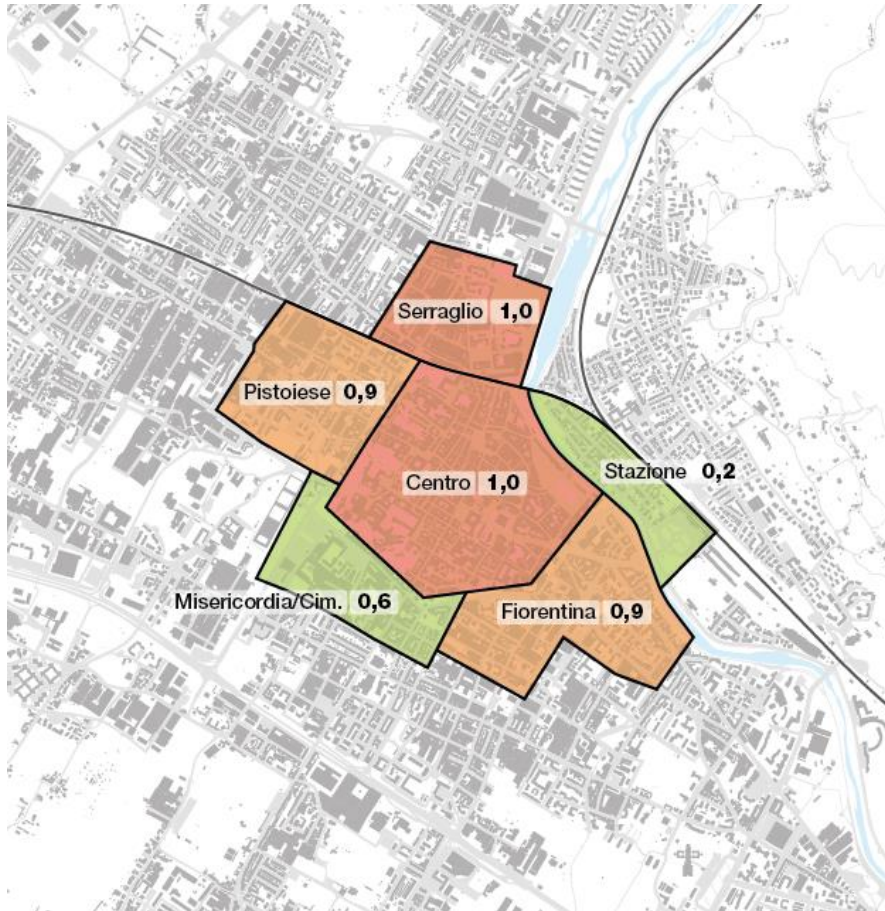 Serraglio 1,0
Pistoiese 0,9
Stazione 0,2
Centro 1,0
Misericordia/Cim. 0,6
Fiorentina 0,9